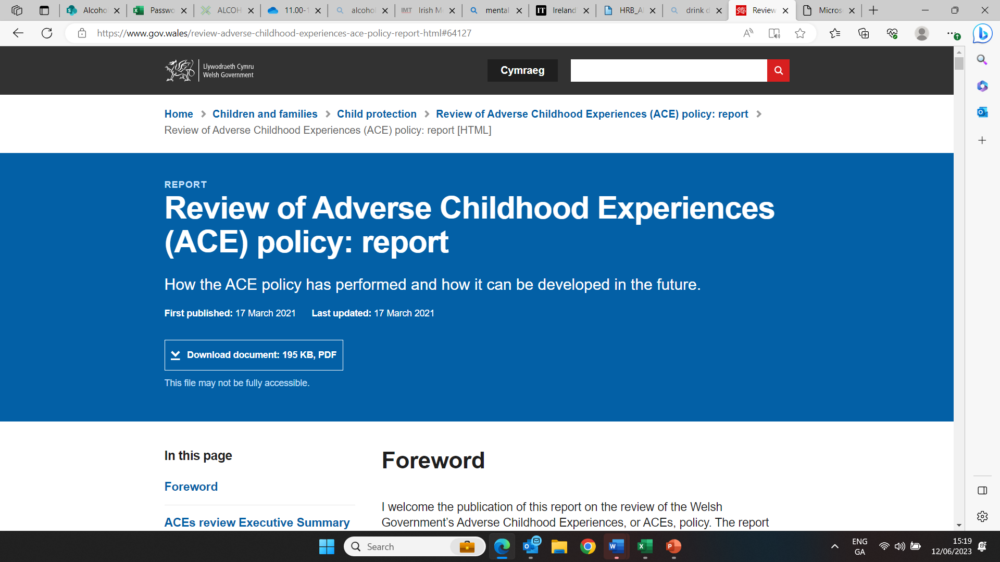 Alcoho
Passwo
ALCOH
11.00-1
alcohol
IMT Irish M
mental
IT Ireland
HRB_Al
drink d
Review
Micros
https://www.gov.wales/review-adverse-childhood-experiences-ace-policy-report-html#64127
Llywodraeth Cymru
Welsh Government
Cymraeg
Home Children and families Child protection Review of Adverse Childhood Experiences (ACE) policy: report
Review of Adverse Childhood Experiences (ACE) policy: report [HTML]
REPORT
Review of Adverse Childhood Experiences
(ACE) policy: report
How the ACE policy has performed and how it can be developed in the future.
First published: 17 March 2021 Last updated: 17 March 2021
Download document: 195 KB, PDF
This file may not be fully accessible.
In this page
Foreword
ACEs review Executive Summary
Foreword
I welcome the publication of this report on the review of the Welsh
Government’s Adverse Childhood Experiences, or ACEs, policy. The report
Search
ENG
GA
15:19
12/06/2023